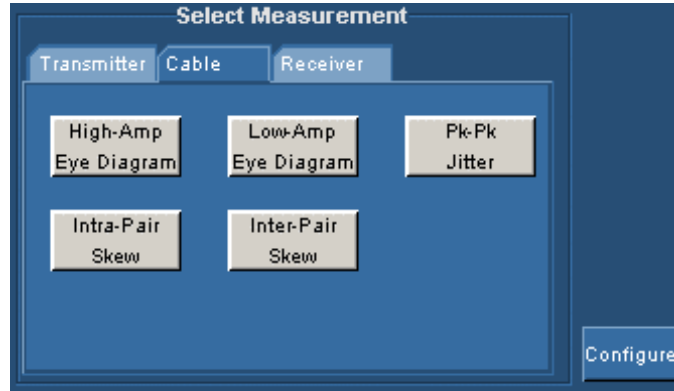 Select Measurement
Transmitter Cable Receiver
High-Amp
Eye Diagram
Low-Amp
Eye Diagram
Pk-Pk
Jitter
Intra-Pair
Skew
Inter-Pair
Skew
Configure